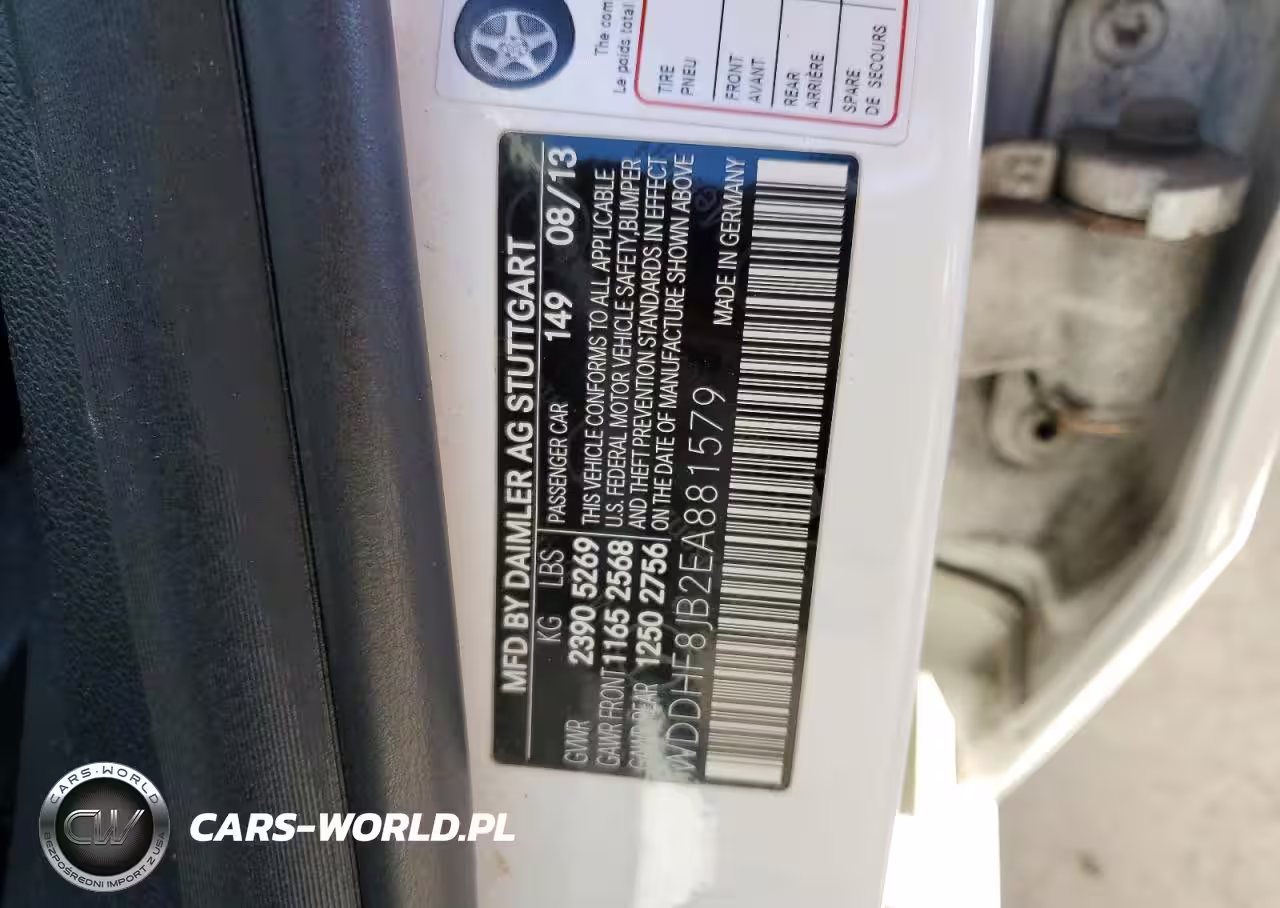 The com
Le poids total
TIRE
PNEU
FRONT
AVANT
REAR
ARRIÈRE
SPARE
DE SECOURS
MFD BY DAIMLER AG STUTTGART
KG LBS PASSENGER CAR 149 08/13
GVWR 2390 5269 THIS VEHICLE CONFORMS TO ALL APPLICABLE
GAWR FRONT 1165 2568 U.S. FEDERAL MOTOR VEHICLE SAFETY,BUMPER
GAWR REAR 1250 2756 AND THEFT PREVENTION STANDARDS IN EFFECT
ON THE DATE OF MANUFACTURE SHOWN ABOVE
WDDHF8JB2EA881579 MADE IN GERMANY
CARS-WORLD
CW
BEZPOŚREDNI IMPORT Z USA
CARS-WORLD.PL